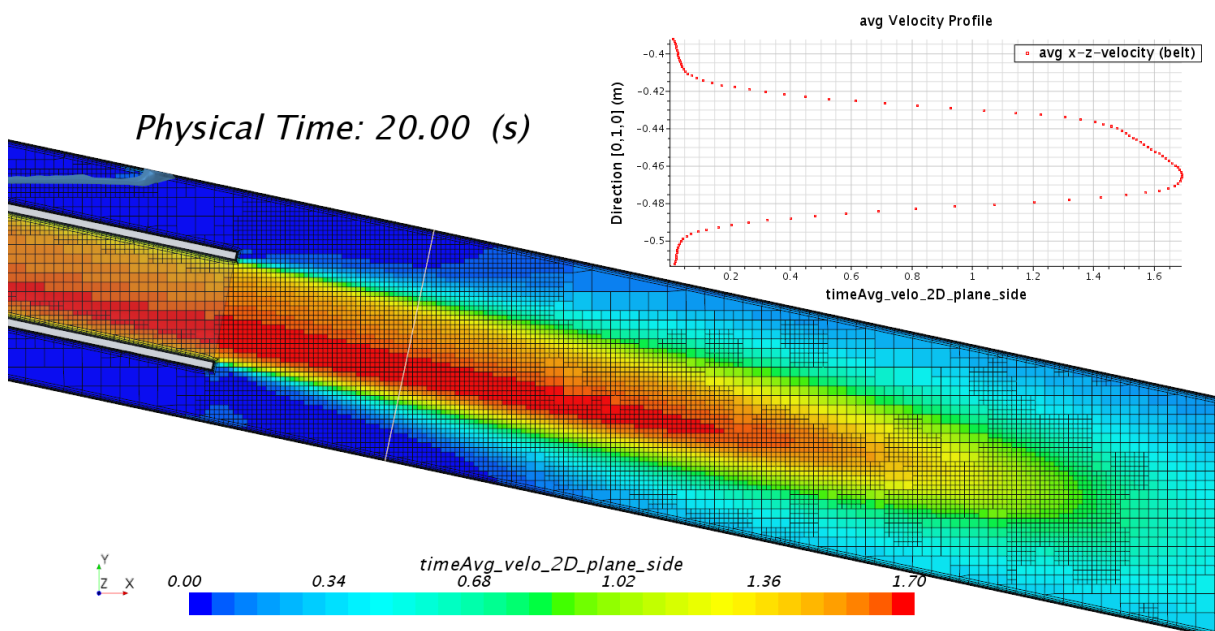 avg Velocity Profile
avg x-z-velocity (belt)
-0.4
-0.42
-0.44
-0.46
-0.48
-0.5
Direction [0,1,0] (m)
0.2 0.4 0.6 0.8 1 1.2 1.4 1.6
timeAvg_velo_2D_plane_side
Physical Time: 20.00 (s)
timeAvg_velo_2D_plane_side
0.00 0.34 0.68 1.02 1.36 1.70
Y
Z X